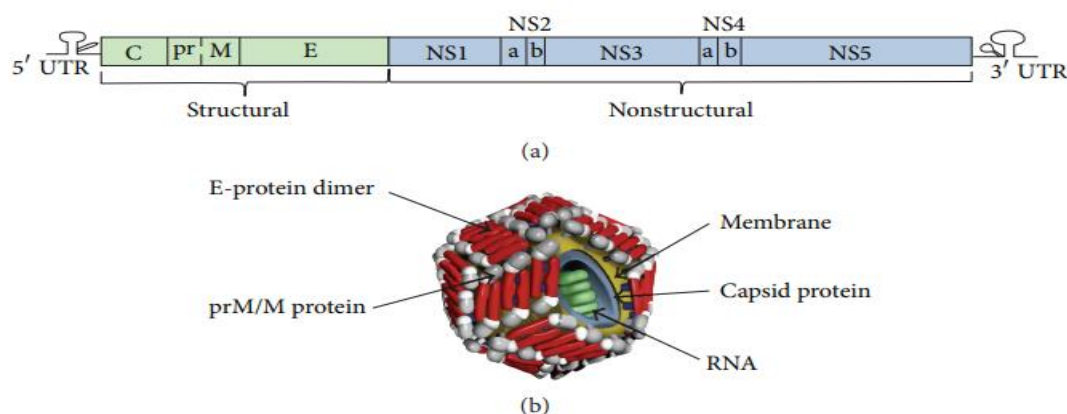 NS2 NS4
C pr M E NS1 a b NS3 a b NS5
5′ UTR 3′ UTR
Structural Nonstructural
(a)
E-protein dimer
Membrane
prM/M protein
Capsid protein
RNA
(b)